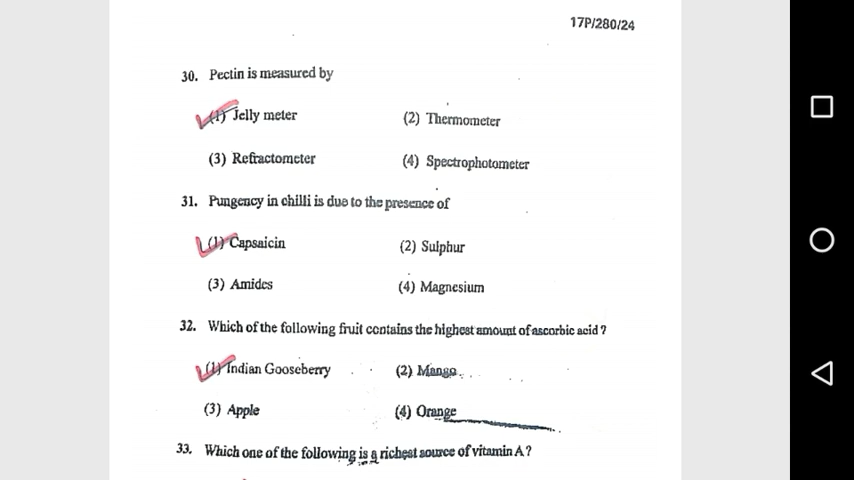 17P/280/24
30. Pectin is measured by
(1) Jelly meter (2) Thermometer
(3) Refractometer (4) Spectrophotometer
31. Pungency in chilli is due to the presence of
(1) Capsaicin (2) Sulphur
(3) Amides (4) Magnesium
32. Which of the following fruit contains the highest amount of ascorbic acid ?
(1) Indian Gooseberry (2) Mango
(3) Apple (4) Orange
33. Which one of the following is a richest source of vitamin A ?